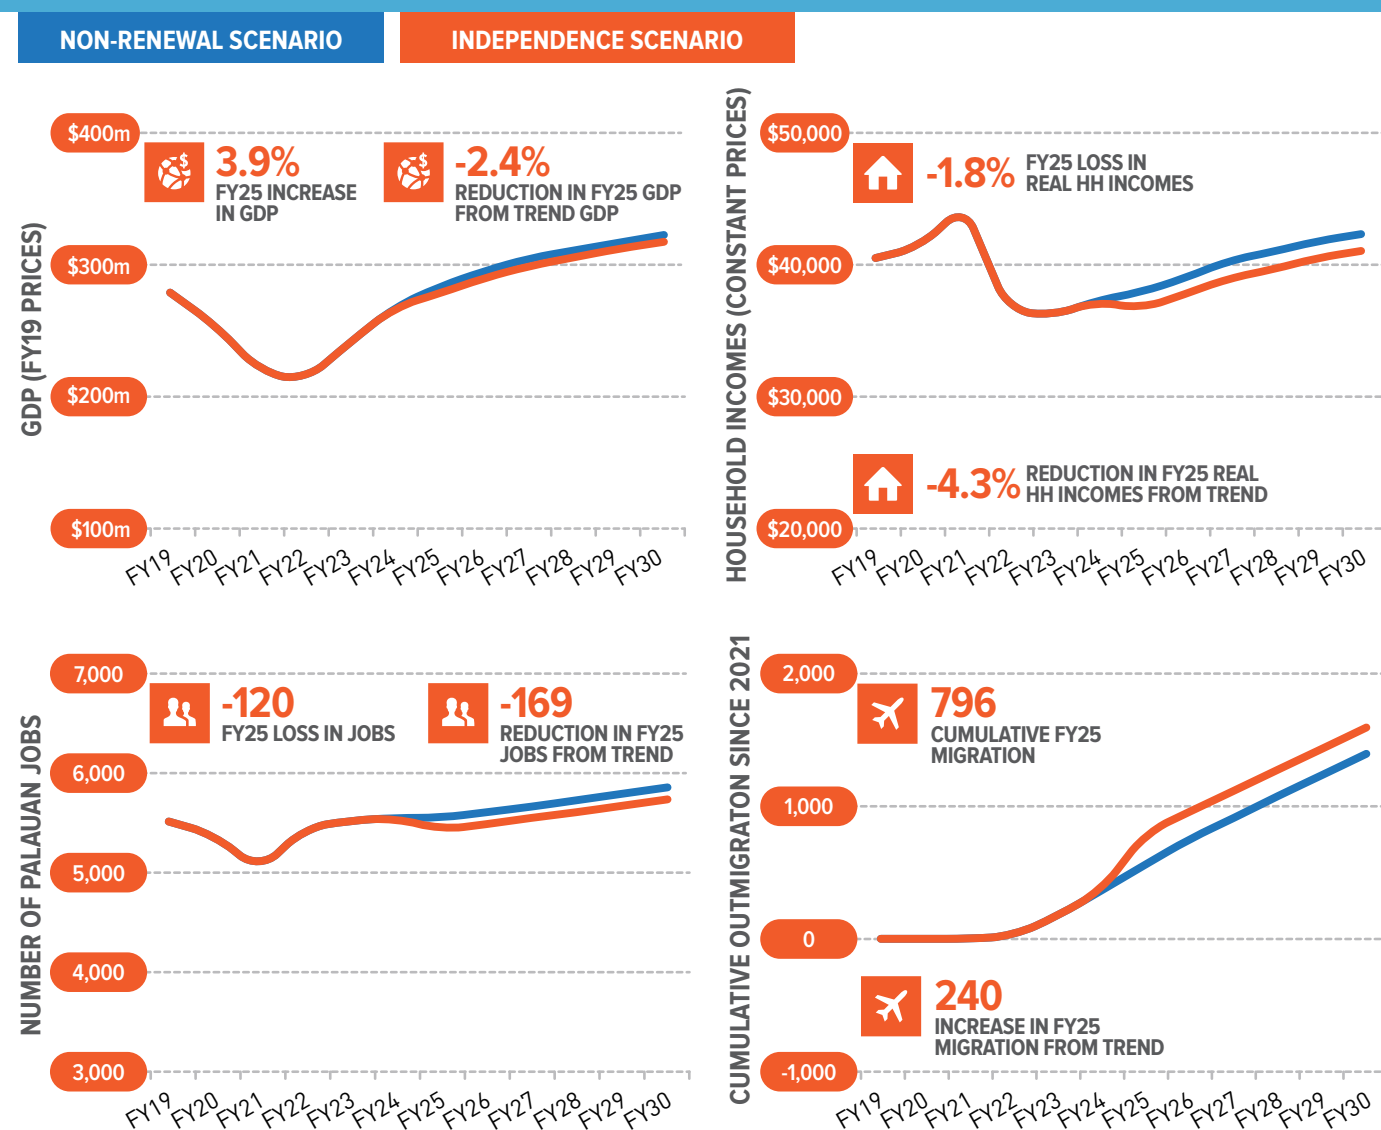 NON-RENEWAL SCENARIO
INDEPENDENCE SCENARIO
GDP (FY19 PRICES)
$400m
$300m
$200m
$100m
3.9%
FY25 INCREASE
IN GDP
-2.4%
REDUCTION IN FY25 GDP
FROM TREND GDP
FY19 FY20 FY21 FY22 FY23 FY24 FY25 FY26 FY27 FY28 FY29 FY30
HOUSEHOLD INCOMES (CONSTANT PRICES)
$50,000
$40,000
$30,000
$20,000
-1.8%
FY25 LOSS IN
REAL HH INCOMES
-4.3%
REDUCTION IN FY25 REAL
HH INCOMES FROM TREND
FY19 FY20 FY21 FY22 FY23 FY24 FY25 FY26 FY27 FY28 FY29 FY30
NUMBER OF PALAUAN JOBS
7,000
6,000
5,000
4,000
3,000
-120
FY25 LOSS IN JOBS
-169
REDUCTION IN FY25
JOBS FROM TREND
FY19 FY20 FY21 FY22 FY23 FY24 FY25 FY26 FY27 FY28 FY29 FY30
CUMULATIVE OUTMIGRATON SINCE 2021
2,000
1,000
0
-1,000
796
CUMULATIVE FY25
MIGRATION
240
INCREASE IN FY25
MIGRATION FROM TREND
FY19 FY20 FY21 FY22 FY23 FY24 FY25 FY26 FY27 FY28 FY29 FY30